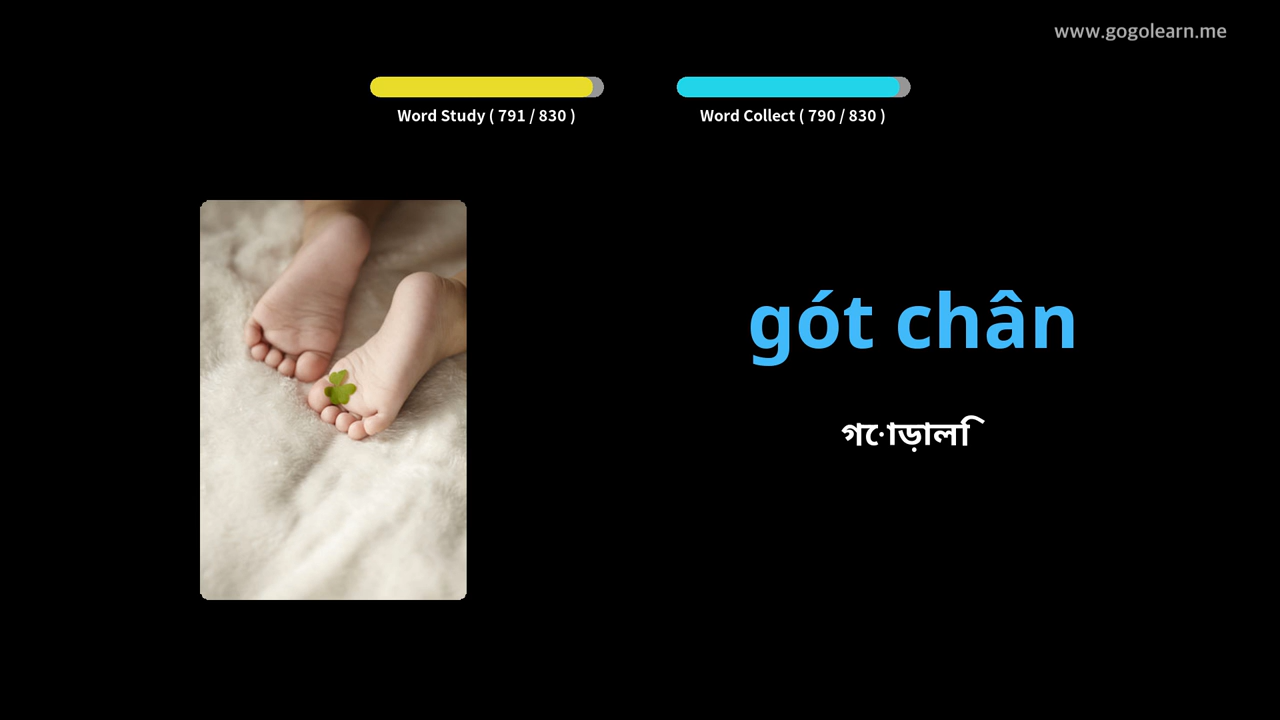 www.gogolearn.me
Word Study ( 791 / 830 )
Word Collect ( 790 / 830 )
gót chân
গোড়ালি